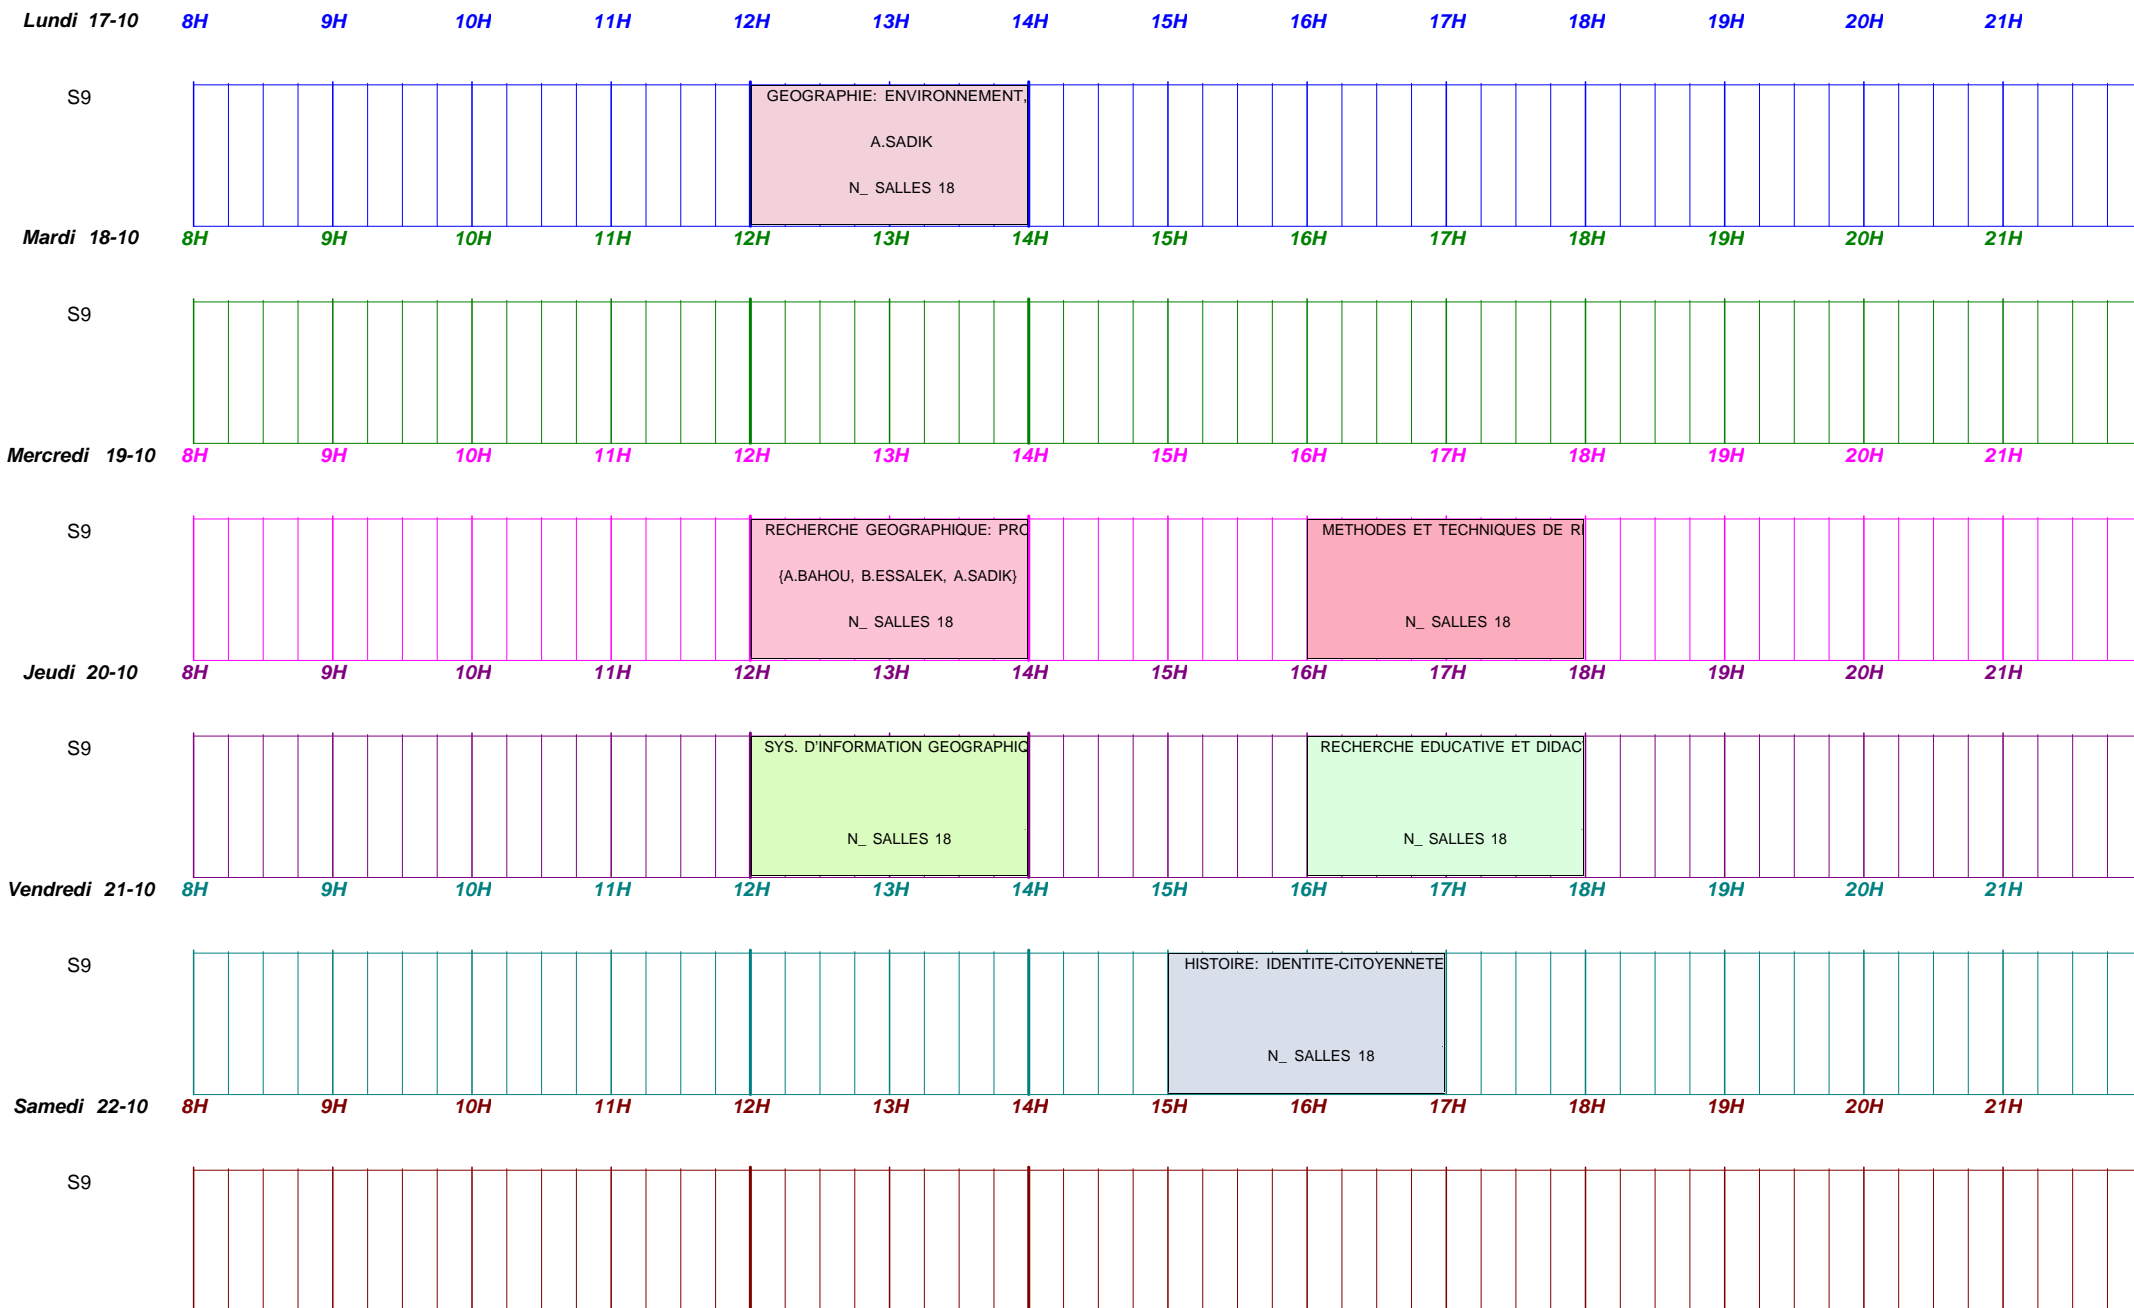 Lundi 17-10 8H 9H 10H 11H 12H 13H 14H 15H 16H 17H 18H 19H 20H 21H
S9
GEOGRAPHIE: ENVIRONNEMENT,
A.SADIK
N_ SALLES 18
Mardi 18-10 8H 9H 10H 11H 12H 13H 14H 15H 16H 17H 18H 19H 20H 21H
S9
Mercredi 19-10 8H 9H 10H 11H 12H 13H 14H 15H 16H 17H 18H 19H 20H 21H
S9
RECHERCHE GEOGRAPHIQUE: PRO
{A.BAHOU, B.ESSALEK, A.SADIK}
N_ SALLES 18
METHODES ET TECHNIQUES DE
N_ SALLES 18
Jeudi 20-10 8H 9H 10H 11H 12H 13H 14H 15H 16H 17H 18H 19H 20H 21H
S9
SYS. D'INFORMATION GEOGRAPHIQ
N_ SALLES 18
RECHERCHE EDUCATIVE ET DIDAC
N_ SALLES 18
Vendredi 21-10 8H 9H 10H 11H 12H 13H 14H 15H 16H 17H 18H 19H 20H 21H
S9
HISTOIRE: IDENTITE-CITOYENNETE
N_ SALLES 18
Samedi 22-10 8H 9H 10H 11H 12H 13H 14H 15H 16H 17H 18H 19H 20H 21H
S9